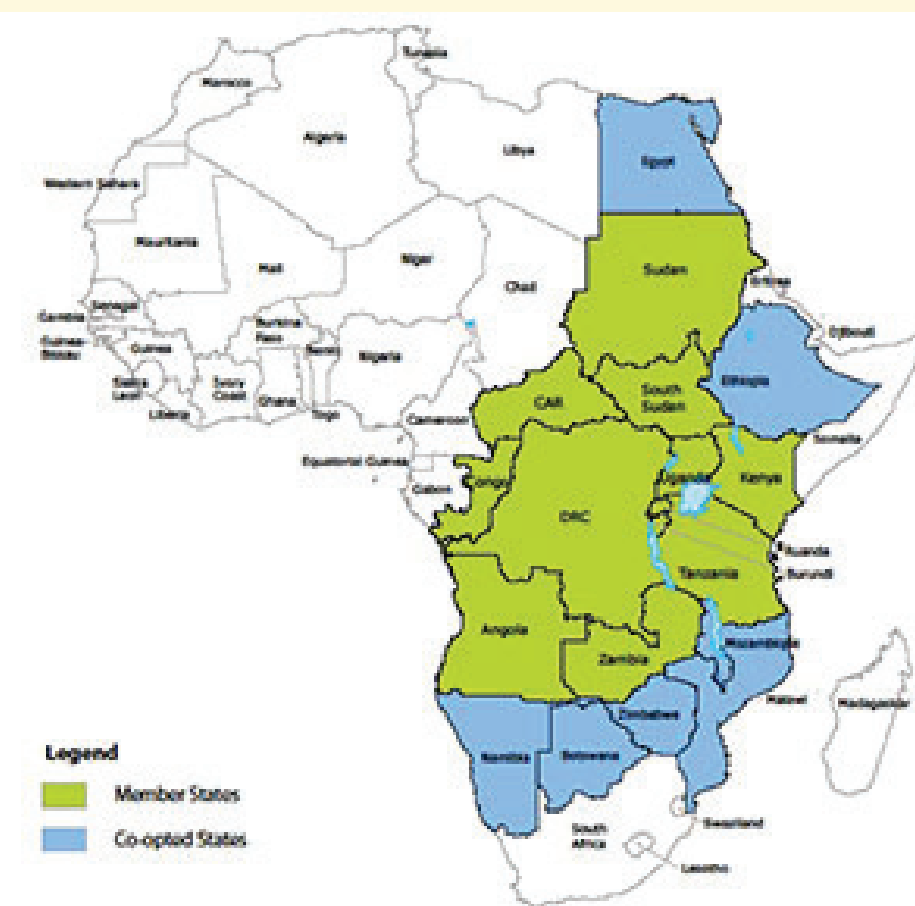 Tunisia
Morocco
Algeria
Libya
Egypt
Western Sahara
Mauritania
Mali
Niger
Chad
Sudan
Eritrea
Senegal
Gambia
Guinea-
Bissau
Guinea
Burkina
Faso
Benin
Nigeria
Djibouti
Ethiopia
Sierra
Leon
Ivory
Coast
Ghana
Liberia
Togo
CAR
South
Sudan
Cameroon
Somalia
Equatorial Guinea
Gabon
Congo
Uganda
Kenya
DRC
Ruanda
Tanzania
Burundi
Angola
Zambia
Mozambique
Malawi
Madagascar
Zimbabwe
Namibia
Botswana
Legend
Member States
Co-opted States
South
Africa
Swaziland
Lesotho